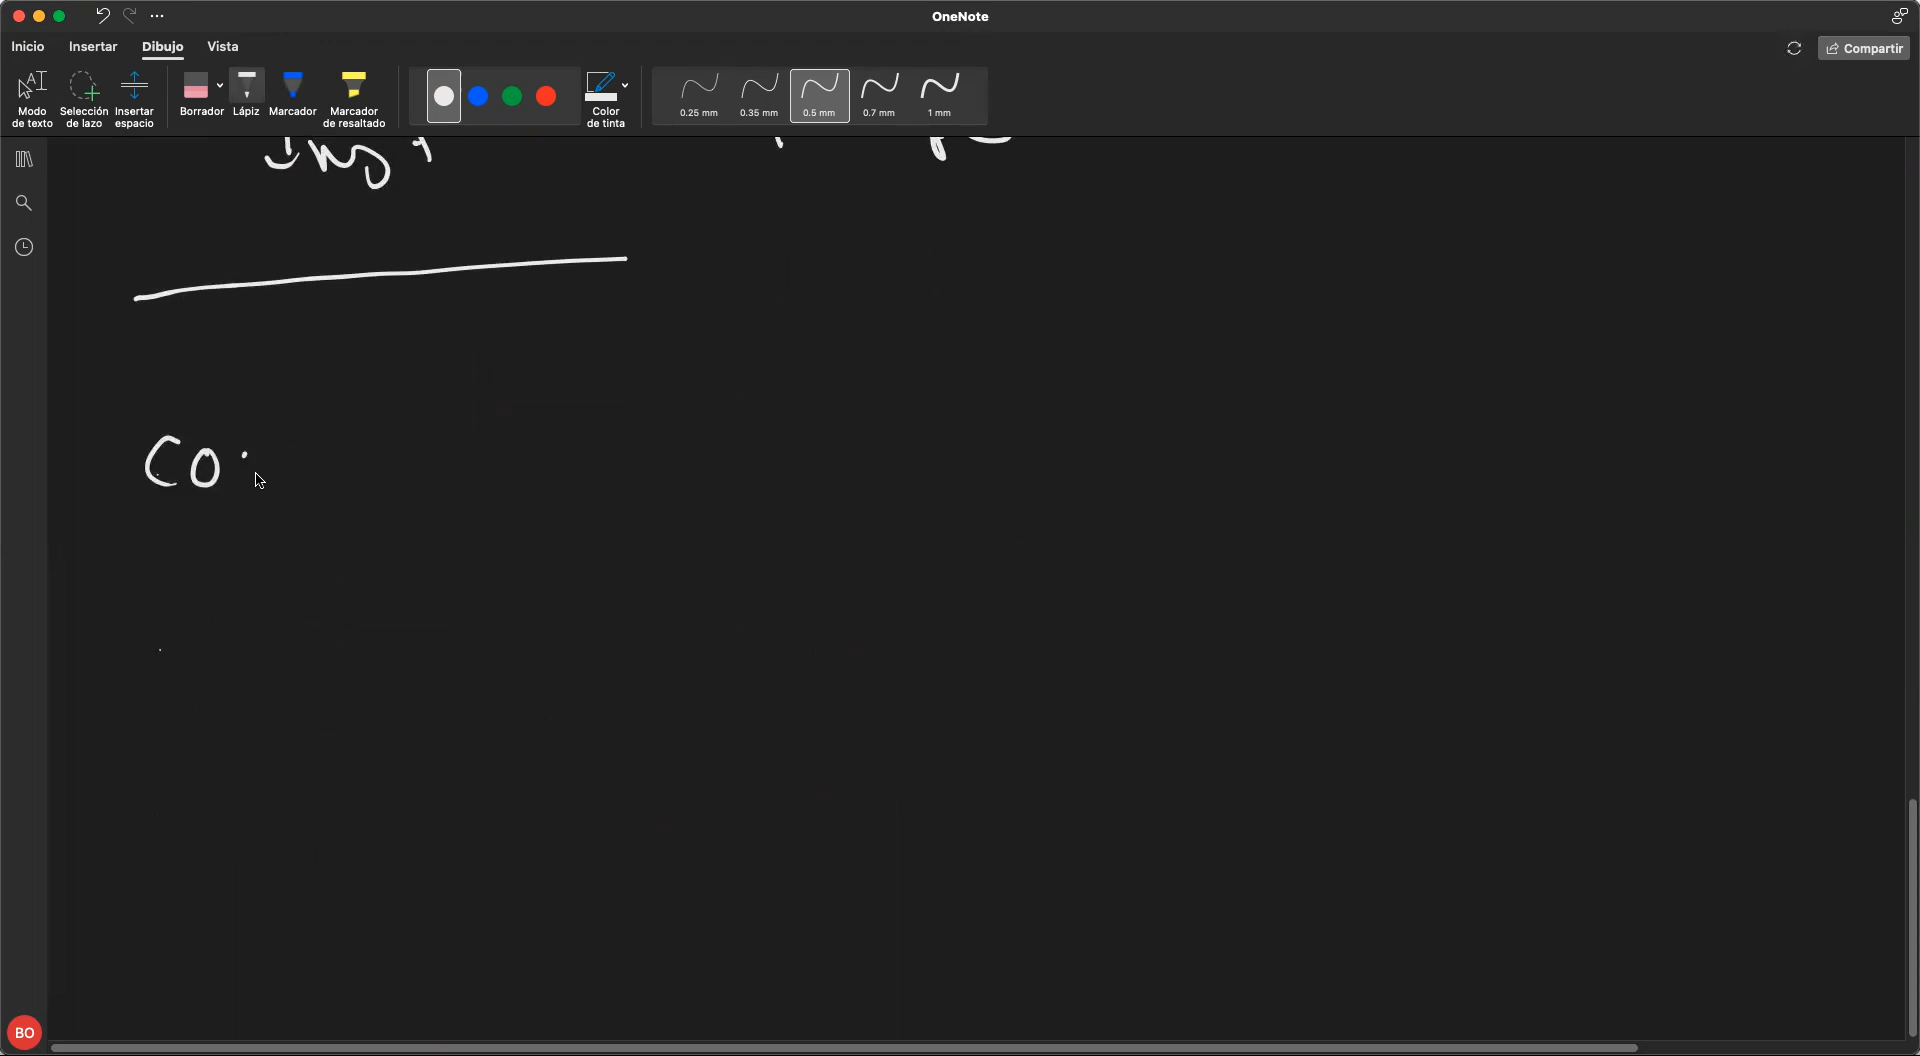 OneNote
Inicio Insertar Dibujo Vista
Compartir
Modo de texto
Selección de lazo
Insertar espacio
Borrador
Lápiz
Marcador
Marcador de resaltado
Color de tinta
0.25 mm
0.35 mm
0.5 mm
0.7 mm
1 mm
Co
BO